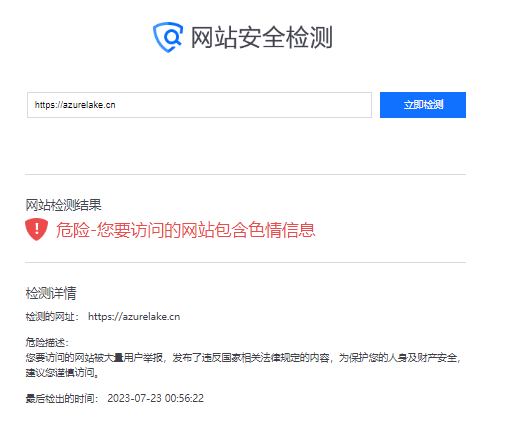 网站安全检测
https://azurelake.cn
立即检测
网站检测结果
危险-您要访问的网站包含色情信息
检测详情
检测的网址： https://azurelake.cn
危险描述：
您要访问的网站被大量用户举报，发布了违反国家相关法律规定的内容，为保护您的人身及财产安全，
建议您谨慎访问。
最后检出的时间： 2023-07-23 00:56:22